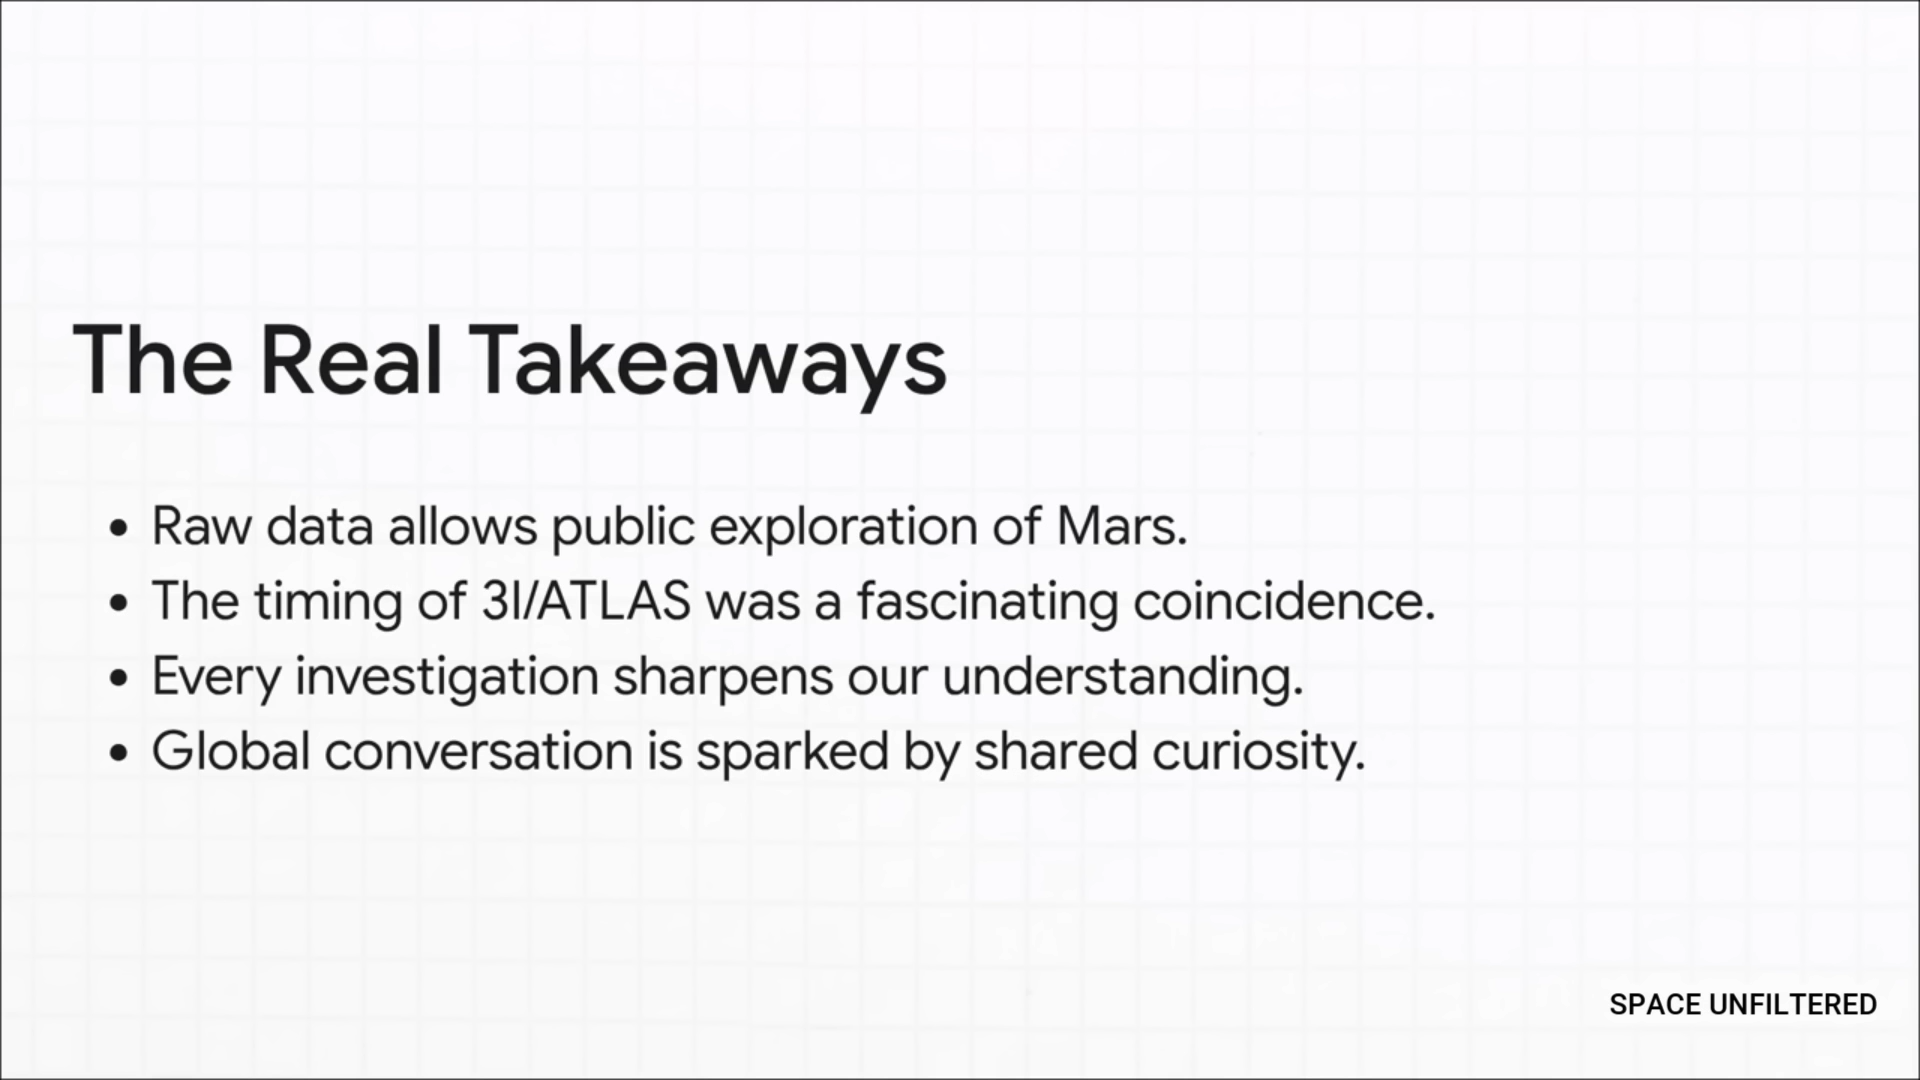 The Real Takeaways
• Raw data allows public exploration of Mars.
• The timing of 3I/ATLAS was a fascinating coincidence.
• Every investigation sharpens our understanding.
• Global conversation is sparked by shared curiosity.
SPACE UNFILTERED